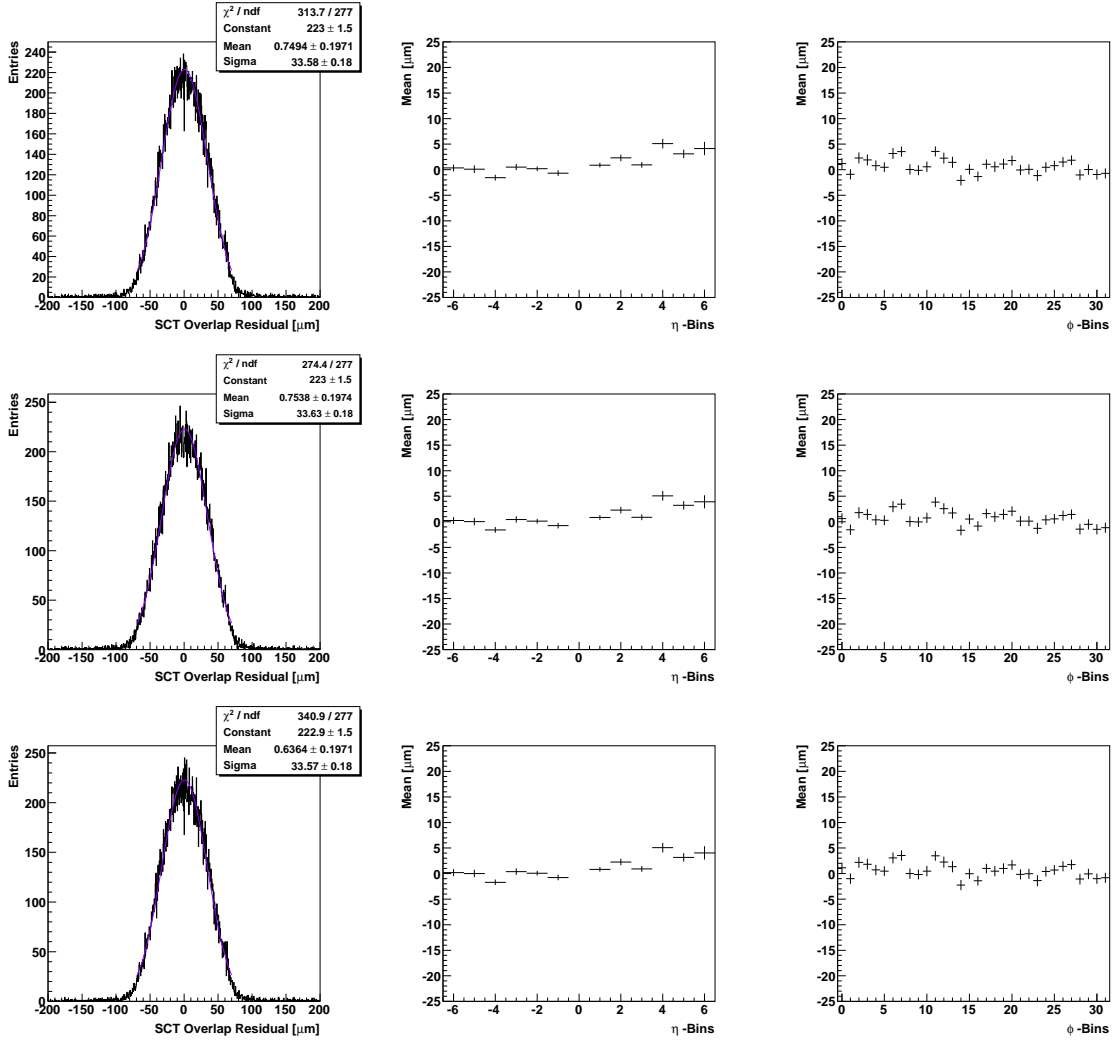 χ² / ndf 313.7 / 277
Constant 223 ± 1.5
Mean 0.7494 ± 0.1971
Sigma 33.58 ± 0.18
Entries
240
220
200
180
160
140
120
100
80
60
40
20
0
-200 -150 -100 -50 0 50 100 150 200
SCT Overlap Residual [μm]
Mean [μm]
25
20
15
10
5
0
-5
-10
-15
-20
-25
-6 -4 -2 0 2 4 6
η -Bins
Mean [μm]
25
20
15
10
5
0
-5
-10
-15
-20
-25
0 5 10 15 20 25 30
ϕ -Bins
χ² / ndf 274.4 / 277
Constant 223 ± 1.5
Mean 0.7538 ± 0.1974
Sigma 33.63 ± 0.18
Entries
250
200
150
100
50
0
-200 -150 -100 -50 0 50 100 150 200
SCT Overlap Residual [μm]
Mean [μm]
25
20
15
10
5
0
-5
-10
-15
-20
-25
-6 -4 -2 0 2 4 6
η -Bins
Mean [μm]
25
20
15
10
5
0
-5
-10
-15
-20
-25
0 5 10 15 20 25 30
ϕ -Bins
χ² / ndf 340.9 / 277
Constant 222.9 ± 1.5
Mean 0.6364 ± 0.1971
Sigma 33.57 ± 0.18
Entries
250
200
150
100
50
0
-200 -150 -100 -50 0 50 100 150 200
SCT Overlap Residual [μm]
Mean [μm]
25
20
15
10
5
0
-5
-10
-15
-20
-25
-6 -4 -2 0 2 4 6
η -Bins
Mean [μm]
25
20
15
10
5
0
-5
-10
-15
-20
-25
0 5 10 15 20 25 30
ϕ -Bins